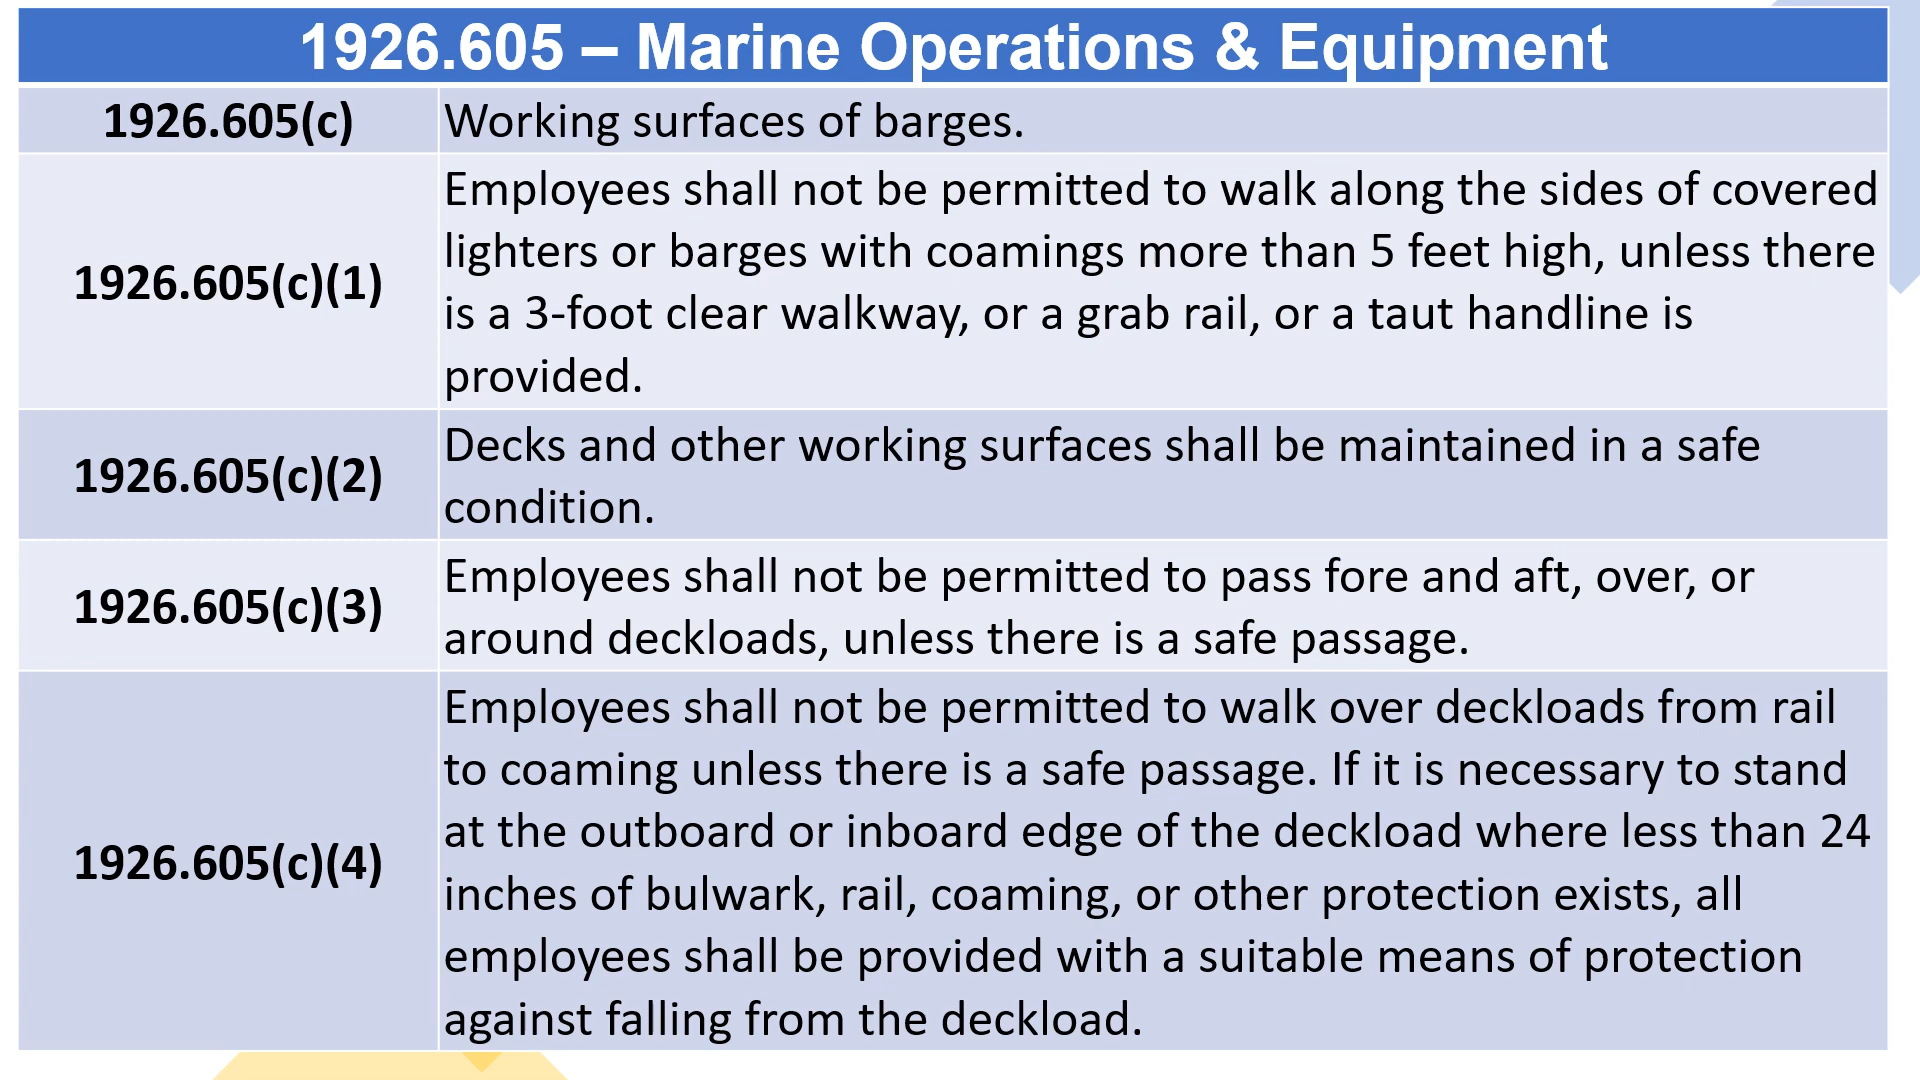 1926.605 – Marine Operations & Equipment
1926.605(c)
Working surfaces of barges.
1926.605(c)(1)
Employees shall not be permitted to walk along the sides of covered
lighters or barges with coamings more than 5 feet high, unless there
is a 3-foot clear walkway, or a grab rail, or a taut handline is
provided.
1926.605(c)(2)
Decks and other working surfaces shall be maintained in a safe
condition.
1926.605(c)(3)
Employees shall not be permitted to pass fore and aft, over, or
around deckloads, unless there is a safe passage.
1926.605(c)(4)
Employees shall not be permitted to walk over deckloads from rail
to coaming unless there is a safe passage. If it is necessary to stand
at the outboard or inboard edge of the deckload where less than 24
inches of bulwark, rail, coaming, or other protection exists, all
employees shall be provided with a suitable means of protection
against falling from the deckload.